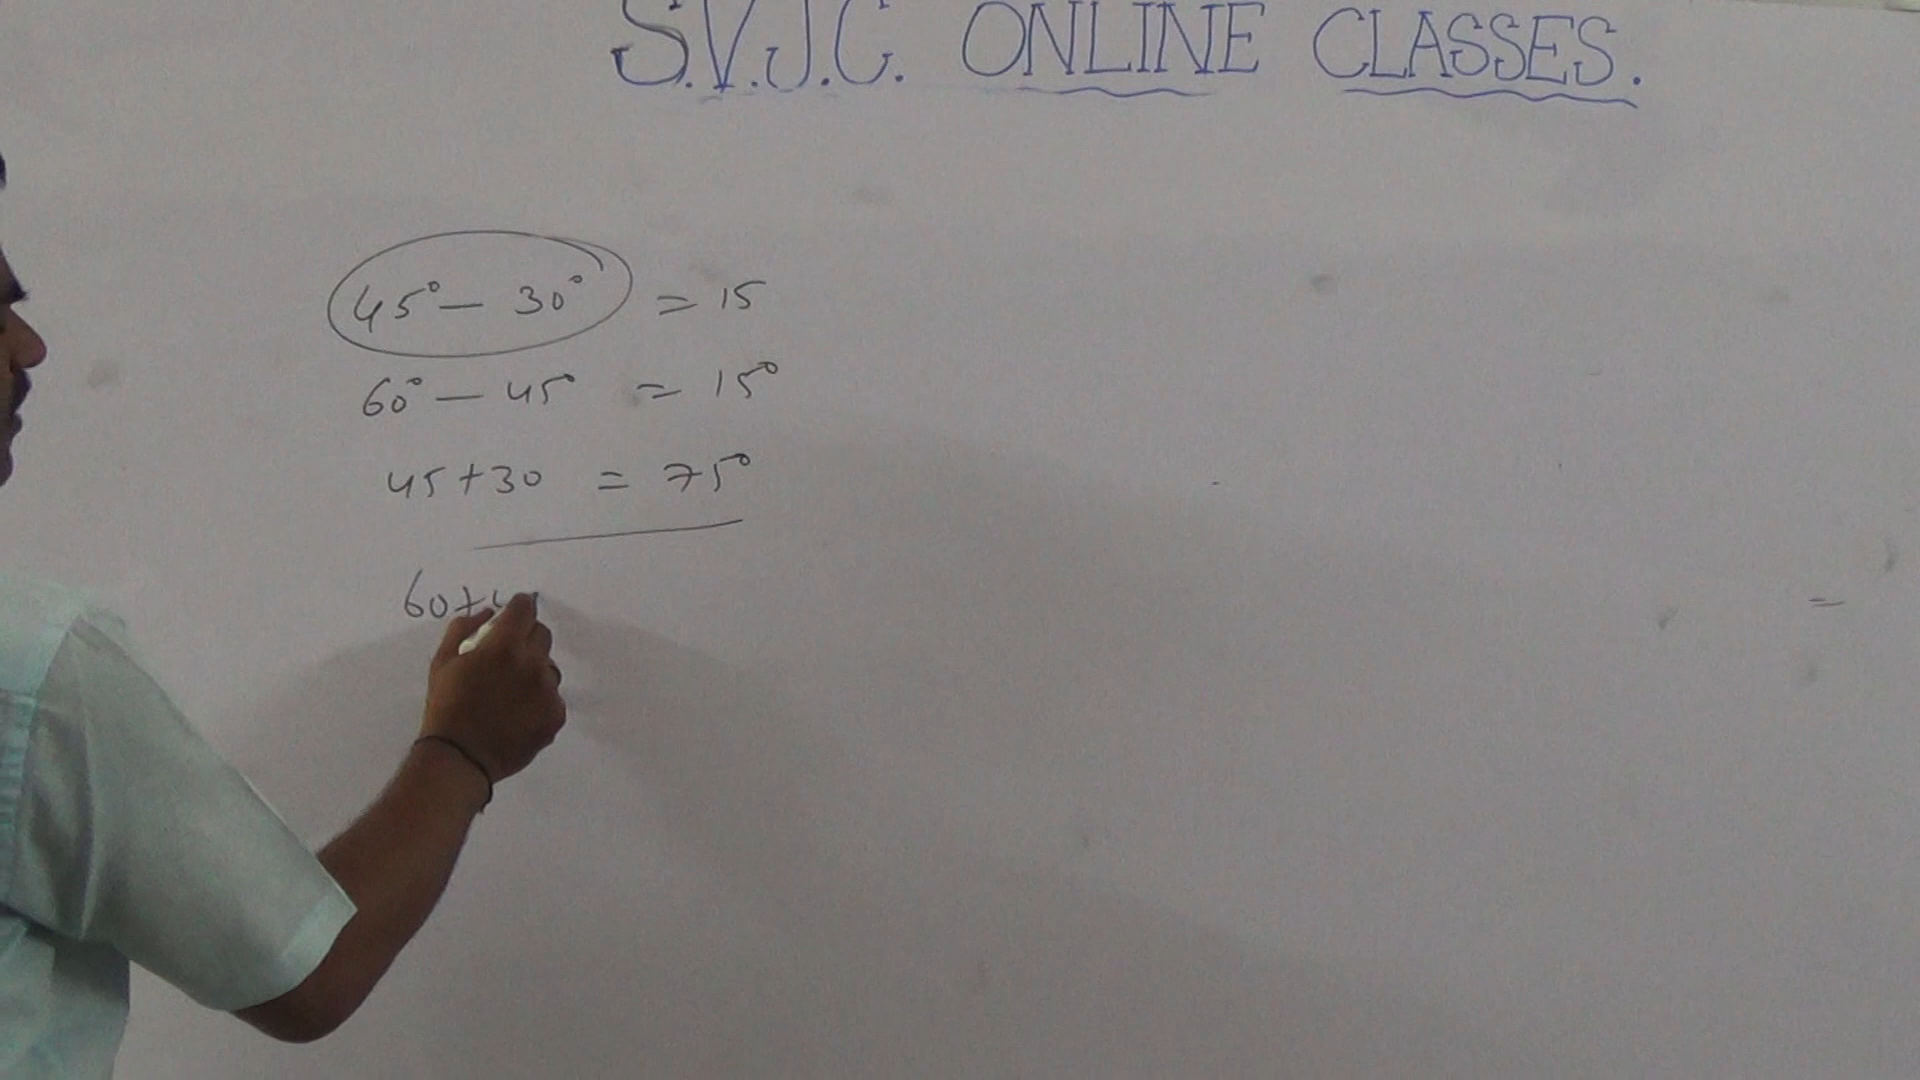 S.V.J.C. ONLINE CLASSES.
45° – 30° = 15
60° – 45° = 15°
45+30 = 75°
60+4
=